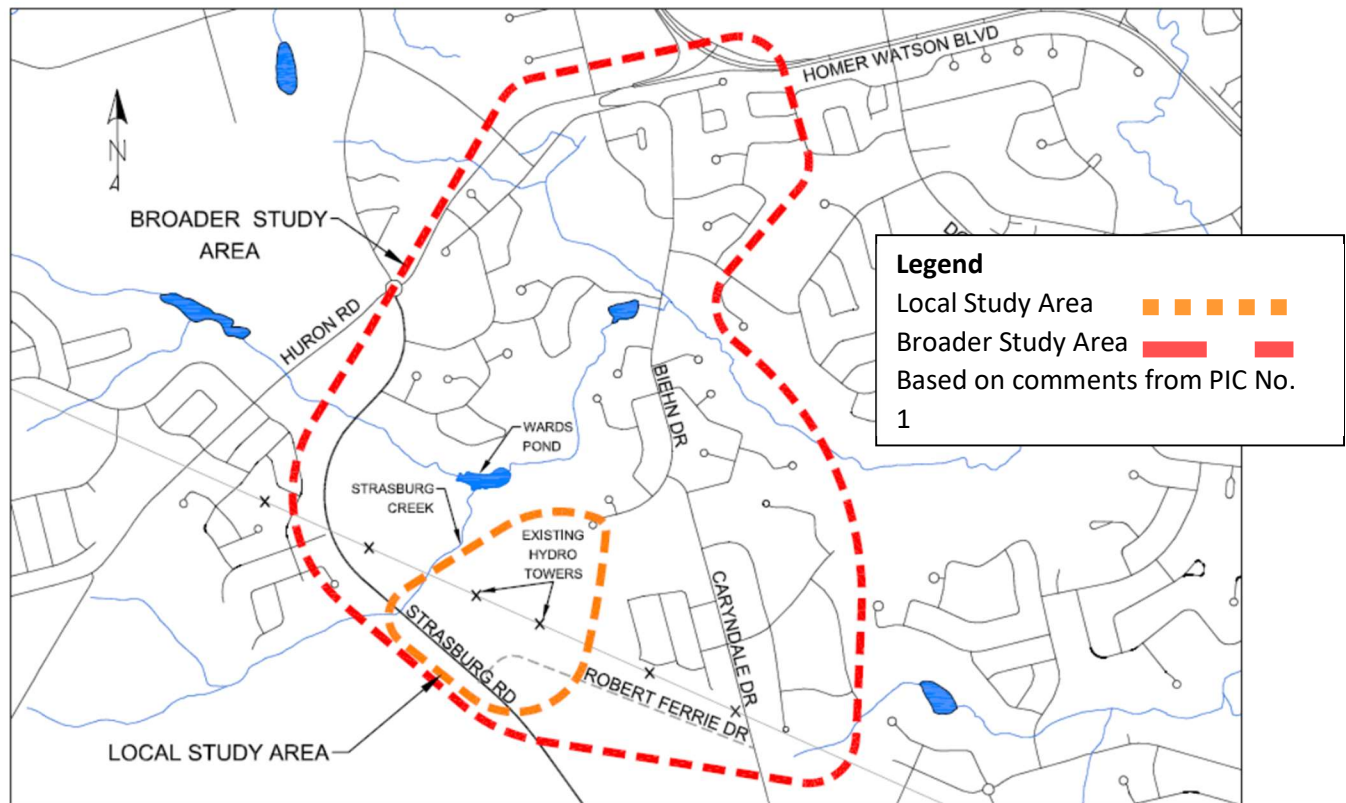 HOMER WATSON BLVD
N
BROADER STUDY
AREA
HURON RD
Legend
Local Study Area
Broader Study Area
Based on comments from PIC No.
1
BIEHN DR
WARDS
POND
STRASBURG
CREEK
EXISTING
HYDRO
TOWERS
STRASBURG RD
CARYNDALE DR
ROBERT FERRIE DR
LOCAL STUDY AREA